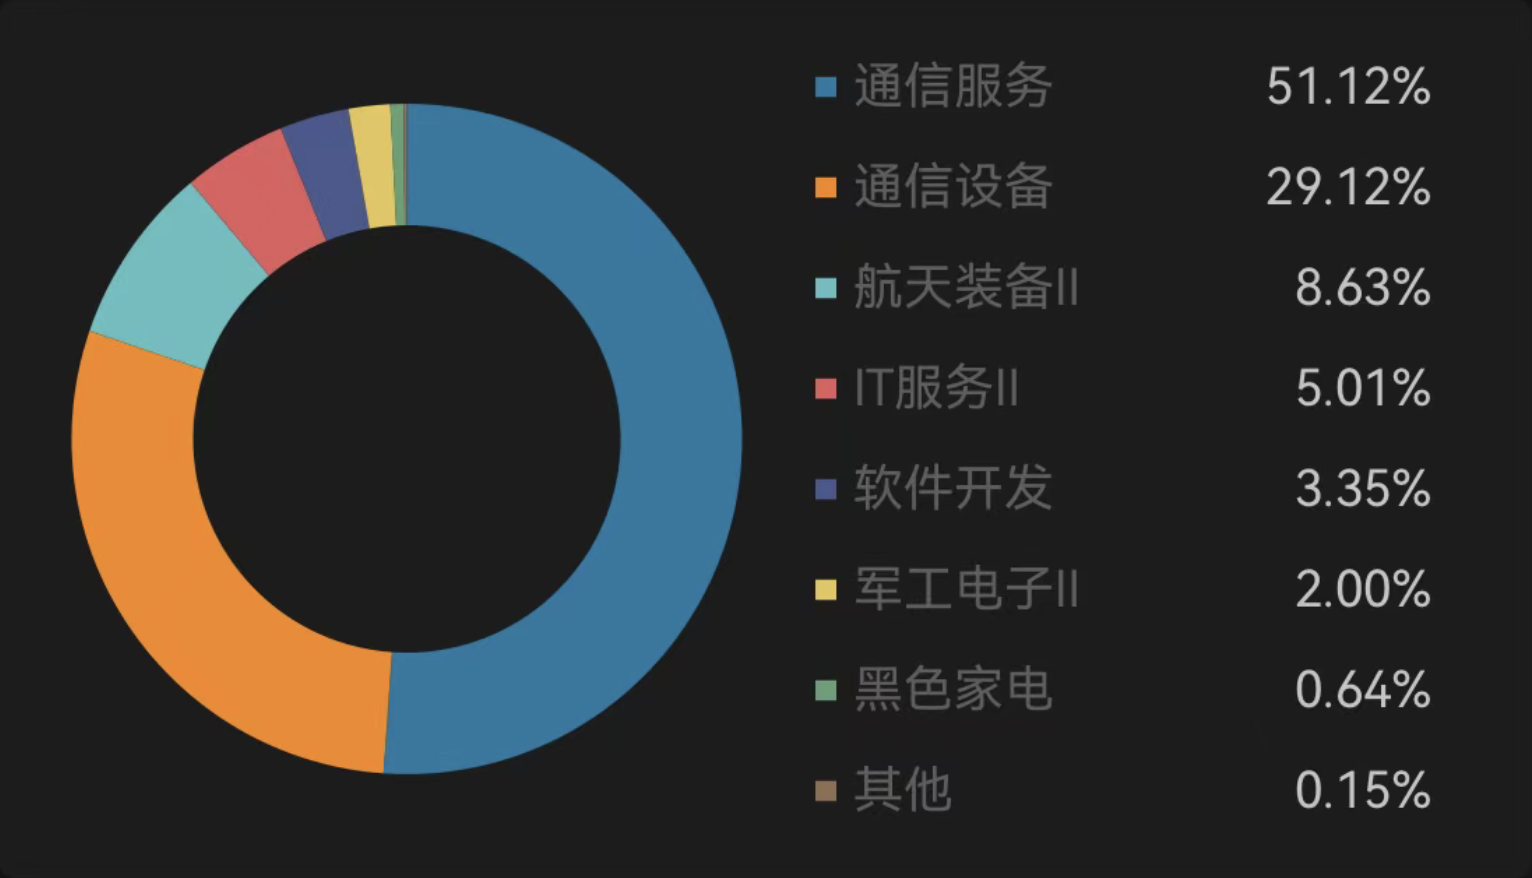 通信服务 51.12%
通信设备 29.12%
航天装备II 8.63%
IT服务II 5.01%
软件开发 3.35%
军工电子II 2.00%
黑色家电 0.64%
其他 0.15%